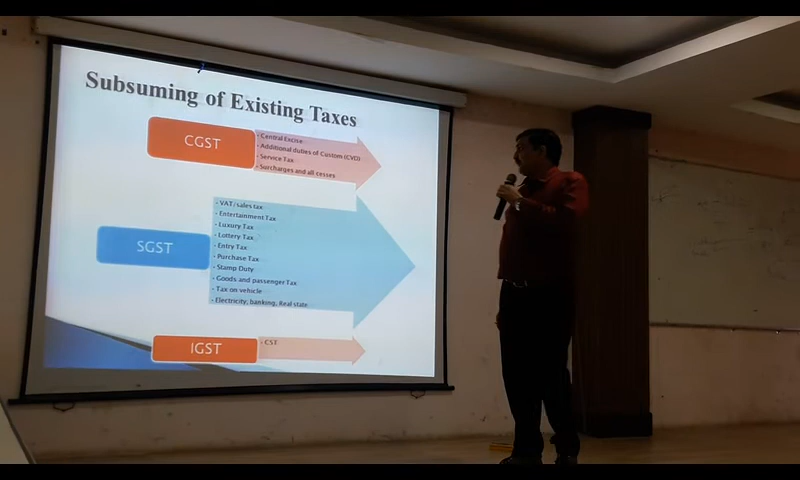 Subsuming of Existing Taxes
CGST
• Central Excise
• Additional duties of Custom (CVD)
• Service Tax
• Surcharges and all cesses
SGST
• VAT/sales tax
• Entertainment Tax
• Luxury Tax
• Lottery Tax
• Entry Tax
• Purchase Tax
• Stamp Duty
• Goods and passenger Tax
• Tax on vehicle
• Electricity, banking, Real state
IGST
• CST